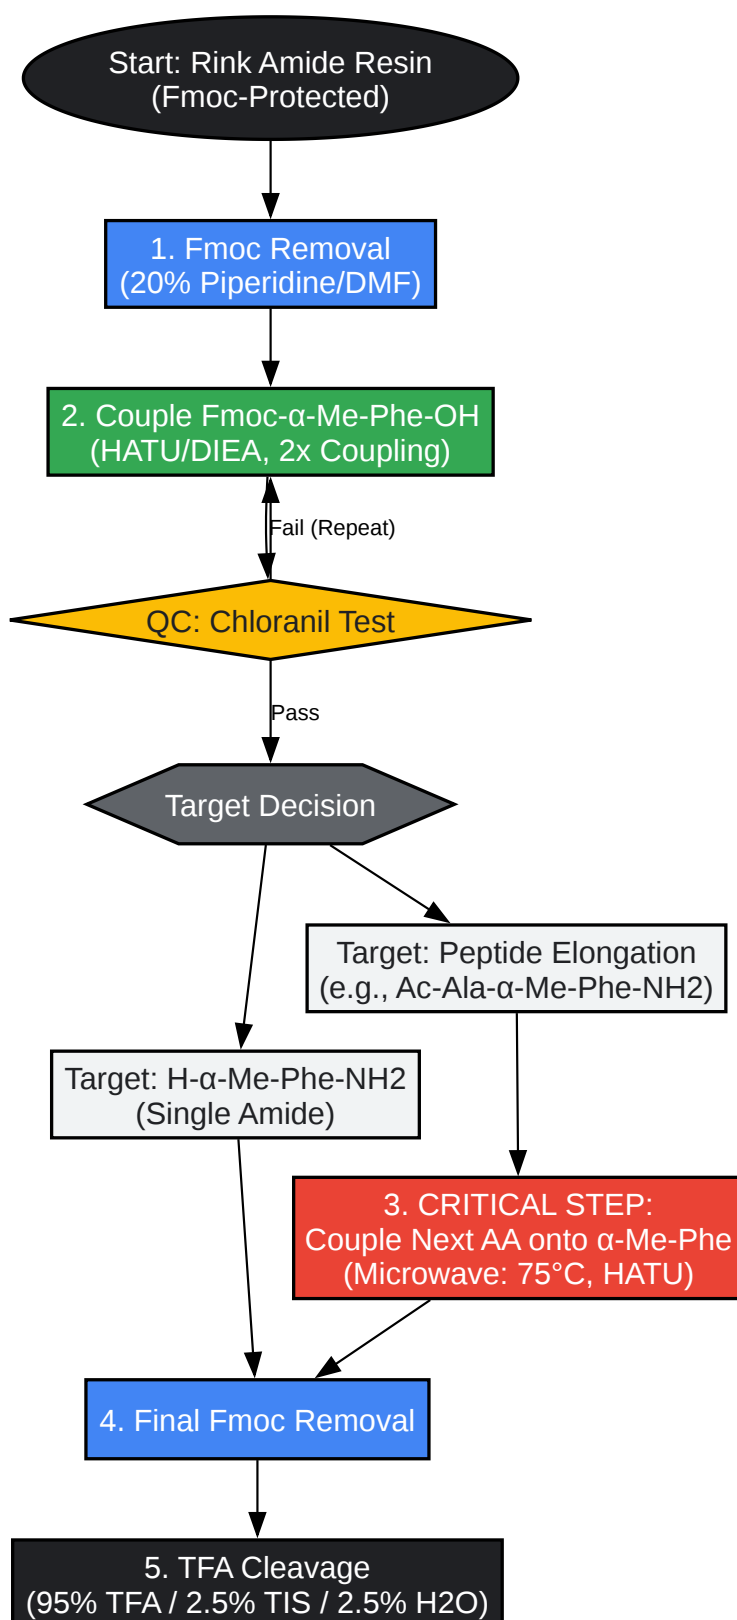 Start: Rink Amide Resin
(Fmoc-Protected)
1. Fmoc Removal
(20% Piperidine/DMF)
2. Couple Fmoc-α-Me-Phe-OH
(HATU/DIEA, 2x Coupling)
Fail (Repeat)
QC: Chloranil Test
Pass
Target Decision
Target: Peptide Elongation
(e.g., Ac-Ala-α-Me-Phe-NH2)
Target: H-α-Me-Phe-NH2
(Single Amide)
3. CRITICAL STEP:
Couple Next AA onto α-Me-Phe
(Microwave: 75°C, HATU)
4. Final Fmoc Removal
5. TFA Cleavage
(95% TFA / 2.5% TIS / 2.5% H2O)